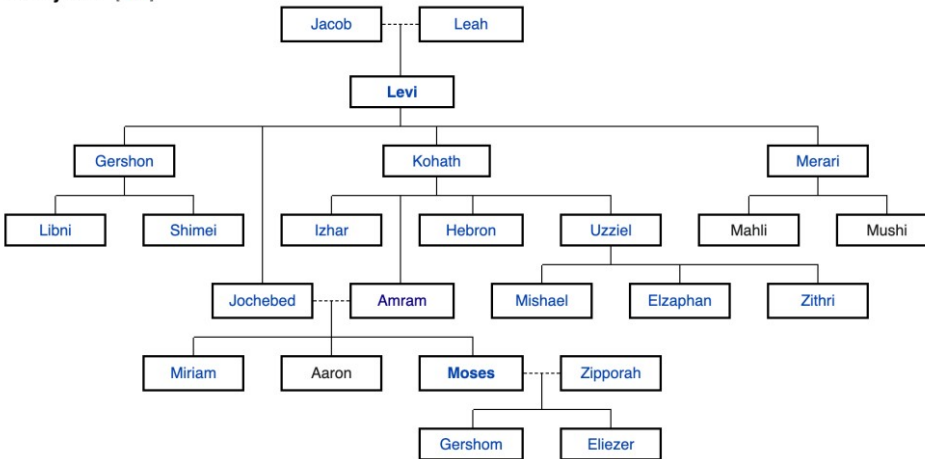 Jacob
Leah
Levi
Gershon
Kohath
Merari
Libni
Shimei
Izhar
Hebron
Uzziel
Mahli
Mushi
Jochebed
Amram
Mishael
Elzaphan
Zithri
Miriam
Aaron
Moses
Zipporah
Gershom
Eliezer